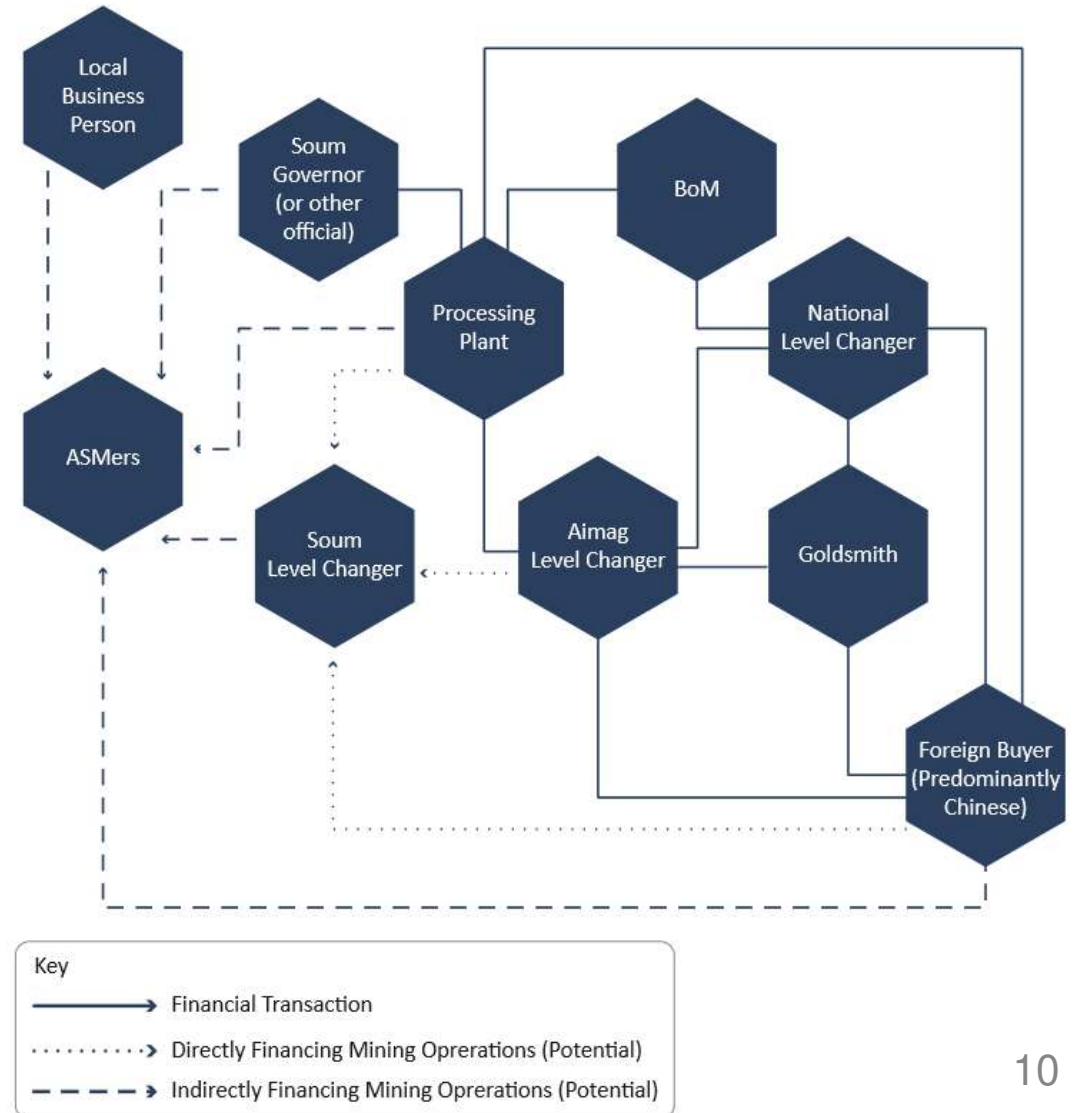 Local
Business
Person
Soum
Governor
(or other
official)
BoM
Processing
Plant
National
Level Changer
ASMers
Soum
Level Changer
Aimag
Level Changer
Goldsmith
Foreign Buyer
(Predominantly
Chinese)
Key
Financial Transaction
Directly Financing Mining Oprerations (Potential)
Indirectly Financing Mining Oprerations (Potential)
10